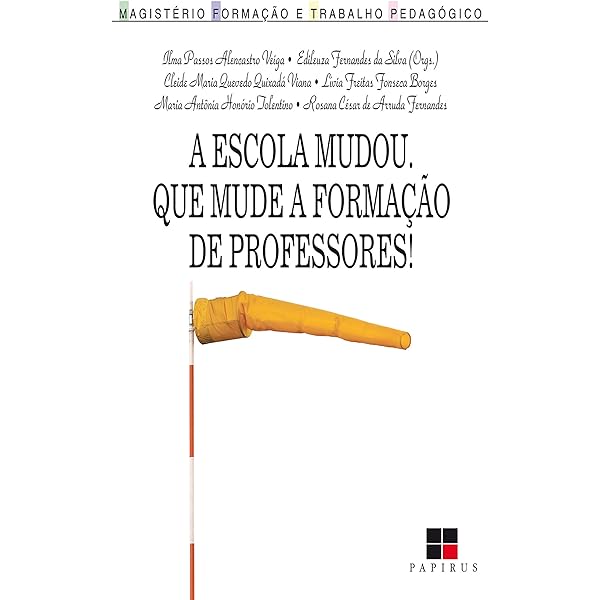 MAGISTÉRIO FORMAÇÃO E TRABALHO PEDAGÓGICO
Ilma Passos Alencastro Veiga • Edileuza Fernandes da Silva (Orgs.)
Cleide Maria Quevedo Quixadá Viana • Lívia Freitas Fonseca Borges
Maria Antônia Honório Tolentino • Rosana César de Arruda Fernandes
A ESCOLA MUDOU.
QUE MUDE A FORMAÇÃO
DE PROFESSORES!
PAPIRUS